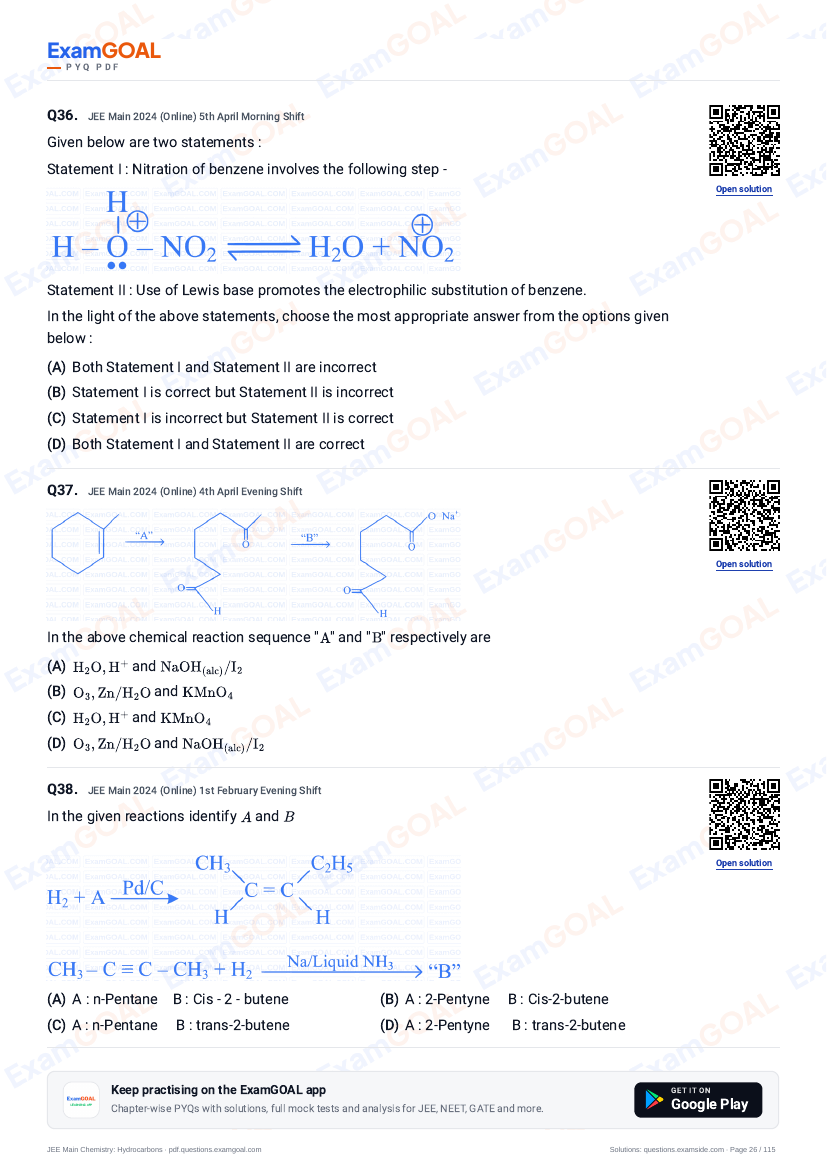 ExamGOAL
PYQ PDF
Q36. JEE Main 2024 (Online) 5th April Morning Shift
Open solution
Given below are two statements :
Statement I : Nitration of benzene involves the following step -
H
| ⊕
H – O – NO₂ ⇌ H₂O + N⊕O₂
••
Statement II : Use of Lewis base promotes the electrophilic substitution of benzene.
In the light of the above statements, choose the most appropriate answer from the options given
below :
(A) Both Statement I and Statement II are incorrect
(B) Statement I is correct but Statement II is incorrect
(C) Statement I is incorrect but Statement II is correct
(D) Both Statement I and Statement II are correct
Q37. JEE Main 2024 (Online) 4th April Evening Shift
Open solution
"A" "B"
O O Na⁺ O
O H O H
In the above chemical reaction sequence "A" and "B" respectively are
(A) H₂O, H⁺ and NaOH(alc)/I₂
(B) O₃, Zn/H₂O and KMnO₄
(C) H₂O, H⁺ and KMnO₄
(D) O₃, Zn/H₂O and NaOH(alc)/I₂
Q38. JEE Main 2024 (Online) 1st February Evening Shift
Open solution
In the given reactions identify A and B
CH₃ C₂H₅
H₂ + A Pd/C → C = C
H H
CH₃ – C ≡ C – CH₃ + H₂ Na/Liquid NH₃ → "B"
(A) A : n-Pentane B : Cis - 2 - butene (B) A : 2-Pentyne B : Cis-2-butene
(C) A : n-Pentane B : trans-2-butene (D) A : 2-Pentyne B : trans-2-butene
Keep practising on the ExamGOAL app
Chapter-wise PYQs with solutions, full mock tests and analysis for JEE, NEET, GATE and more.
GET IT ON
Google Play
JEE Main Chemistry: Hydrocarbons · pdf.questions.examgoal.com Solutions: questions.examside.com · Page 26 / 115